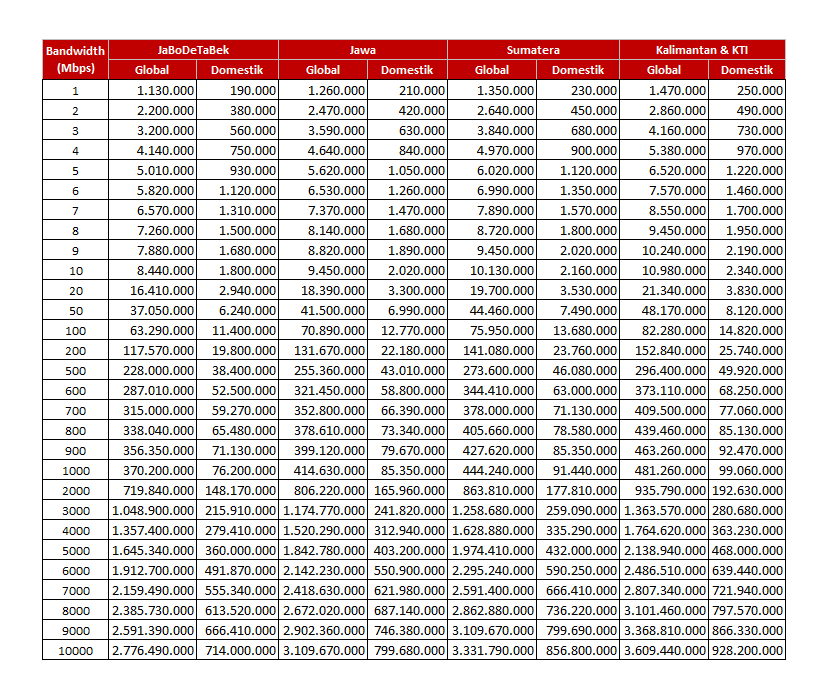 Bandwidth (Mbps) JaBoDeTaBek Jawa Sumatera Kalimantan & KTI
Global Domestik Global Domestik Global Domestik Global Domestik
1 1.130.000 190.000 1.260.000 210.000 1.350.000 230.000 1.470.000 250.000
2 2.200.000 380.000 2.470.000 420.000 2.640.000 450.000 2.860.000 490.000
3 3.200.000 560.000 3.590.000 630.000 3.840.000 680.000 4.160.000 730.000
4 4.140.000 750.000 4.640.000 840.000 4.970.000 900.000 5.380.000 970.000
5 5.010.000 930.000 5.620.000 1.050.000 6.020.000 1.120.000 6.520.000 1.220.000
6 5.820.000 1.120.000 6.530.000 1.260.000 6.990.000 1.350.000 7.570.000 1.460.000
7 6.570.000 1.310.000 7.370.000 1.470.000 7.890.000 1.570.000 8.550.000 1.700.000
8 7.260.000 1.500.000 8.140.000 1.680.000 8.720.000 1.800.000 9.450.000 1.950.000
9 7.880.000 1.680.000 8.820.000 1.890.000 9.450.000 2.020.000 10.240.000 2.190.000
10 8.440.000 1.800.000 9.450.000 2.020.000 10.130.000 2.160.000 10.980.000 2.340.000
20 16.410.000 2.940.000 18.390.000 3.300.000 19.700.000 3.530.000 21.340.000 3.830.000
50 37.050.000 6.240.000 41.500.000 6.990.000 44.460.000 7.490.000 48.170.000 8.120.000
100 63.290.000 11.400.000 70.890.000 12.770.000 75.950.000 13.680.000 82.280.000 14.820.000
200 117.570.000 19.800.000 131.670.000 22.180.000 141.080.000 23.760.000 152.840.000 25.740.000
500 228.000.000 38.400.000 255.360.000 43.010.000 273.600.000 46.080.000 296.400.000 49.920.000
600 287.010.000 52.500.000 321.450.000 58.800.000 344.410.000 63.000.000 373.110.000 68.250.000
700 315.000.000 59.270.000 352.800.000 66.390.000 378.000.000 71.130.000 409.500.000 77.060.000
800 338.040.000 65.480.000 378.610.000 73.340.000 405.660.000 78.580.000 439.460.000 85.130.000
900 356.350.000 71.130.000 399.120.000 79.670.000 427.620.000 85.350.000 463.260.000 92.470.000
1000 370.200.000 76.200.000 414.630.000 85.350.000 444.240.000 91.440.000 481.260.000 99.060.000
2000 719.840.000 148.170.000 806.220.000 165.960.000 863.810.000 177.810.000 935.790.000 192.630.000
3000 1.048.900.000 215.910.000 1.174.770.000 241.820.000 1.258.680.000 259.090.000 1.363.570.000 280.680.000
4000 1.357.400.000 279.410.000 1.520.290.000 312.940.000 1.628.880.000 335.290.000 1.764.620.000 363.230.000
5000 1.645.340.000 360.000.000 1.842.780.000 403.200.000 1.974.410.000 432.000.000 2.138.940.000 468.000.000
6000 1.912.700.000 491.870.000 2.142.230.000 550.900.000 2.295.240.000 590.250.000 2.486.510.000 639.440.000
7000 2.159.490.000 555.340.000 2.418.630.000 621.980.000 2.591.400.000 666.410.000 2.807.340.000 721.940.000
8000 2.385.730.000 613.520.000 2.672.020.000 687.140.000 2.862.880.000 736.220.000 3.101.460.000 797.570.000
9000 2.591.390.000 666.410.000 2.902.360.000 746.380.000 3.109.670.000 799.690.000 3.368.810.000 866.330.000
10000 2.776.490.000 714.000.000 3.109.670.000 799.680.000 3.331.790.000 856.800.000 3.609.440.000 928.200.000